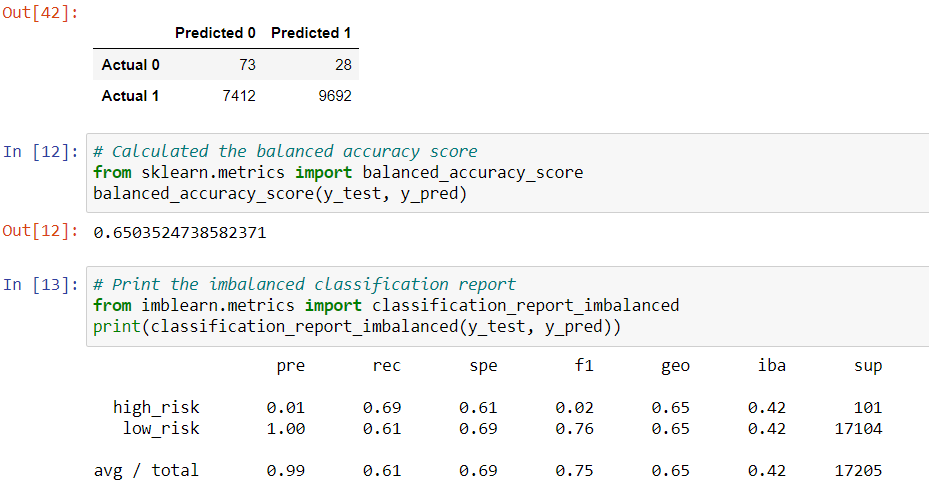 Out[42]:
Predicted 0 Predicted 1
Actual 0 73 28
Actual 1 7412 9692
In [12]: # Calculated the balanced accuracy score
from sklearn.metrics import balanced_accuracy_score
balanced_accuracy_score(y_test, y_pred)
Out[12]: 0.6503524738582371
In [13]: # Print the imbalanced classification report
from imblearn.metrics import classification_report_imbalanced
print(classification_report_imbalanced(y_test, y_pred))
pre rec spe f1 geo iba sup
high_risk 0.01 0.69 0.61 0.02 0.65 0.42 101
low_risk 1.00 0.61 0.69 0.76 0.65 0.42 17104
avg / total 0.99 0.61 0.69 0.75 0.65 0.42 17205